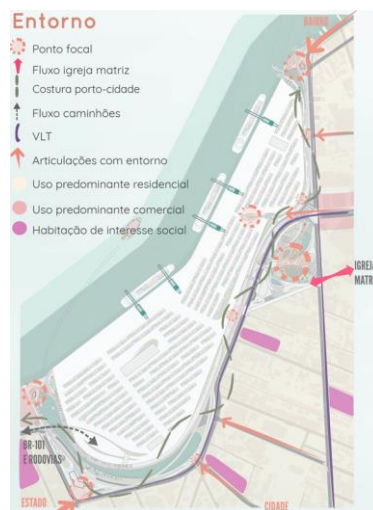 Entorno
BAIRRO
Ponto focal
Fluxo igreja matriz
Costura porto-cidade
Fluxo caminhões
VLT
Articulações com entorno
Uso predominante residencial
Uso predominante comercial
Habitação de interesse social
IGREJA
MATR
BR-101
E RODOVIAS
ESTADO
CIDADE